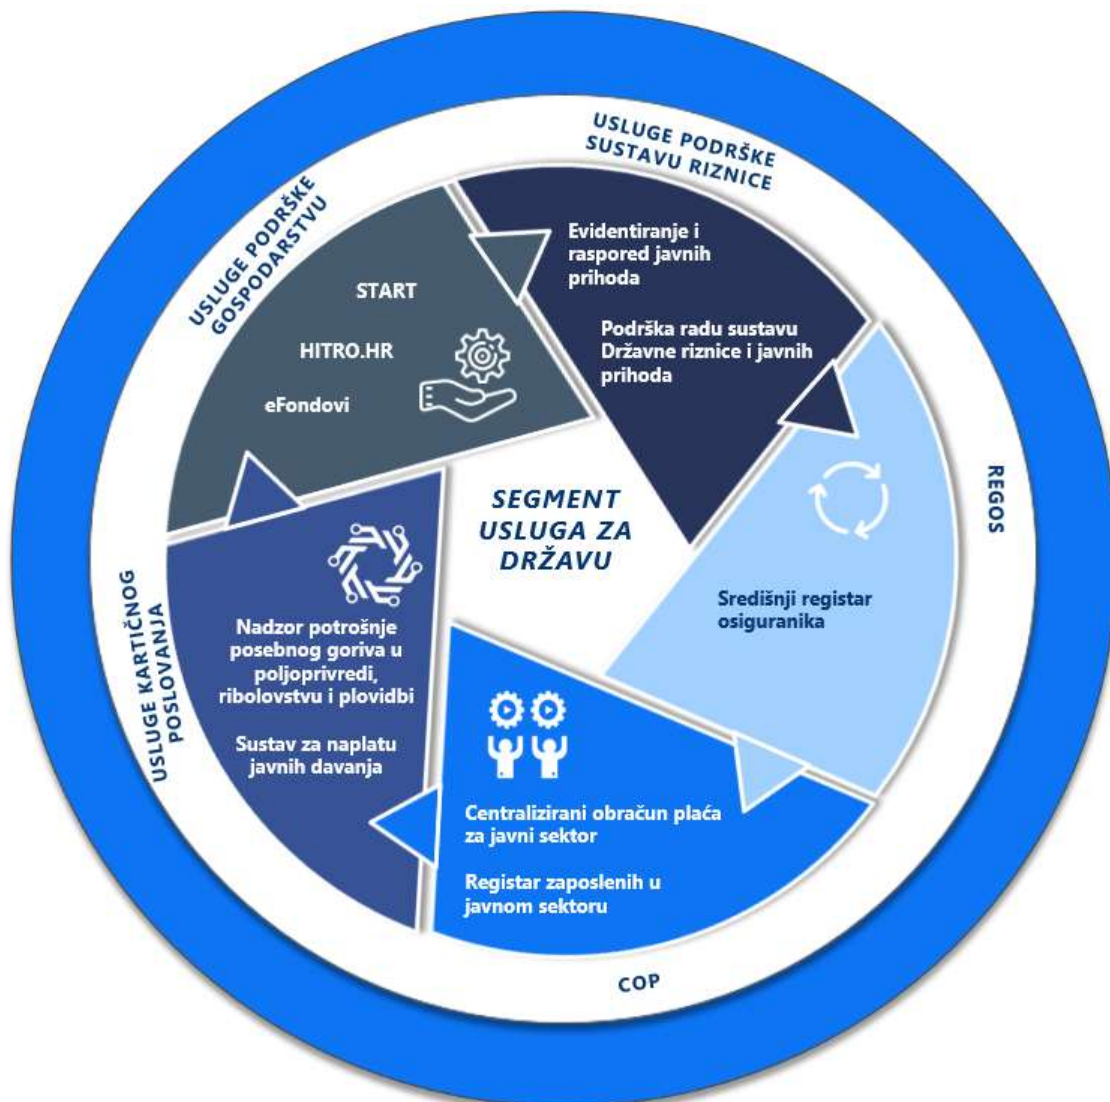 USLUGE PODRŠKE
SUSTAVU RIZNICE
Evidentiranje i
raspored javnih
prihoda
Podrška radu sustavu
Državne riznice i javnih
prihoda
REGOS
Središnji registar
osiguranika
COP
Centralizirani obračun plaća
za javni sektor
Registar zaposlenih u
javnom sektoru
USLUGE KARTIČNOG
POSLOVANJA
Nadzor potrošnje
posebnog goriva u
poljoprivredi,
ribolovstvu i plovidbi
Sustav za naplatu
javnih davanja
USLUGE PODRŠKE
GOSPODARSTVU
START
HITRO.HR
eFondovi
SEGMENT
USLUGA ZA
DRŽAVU